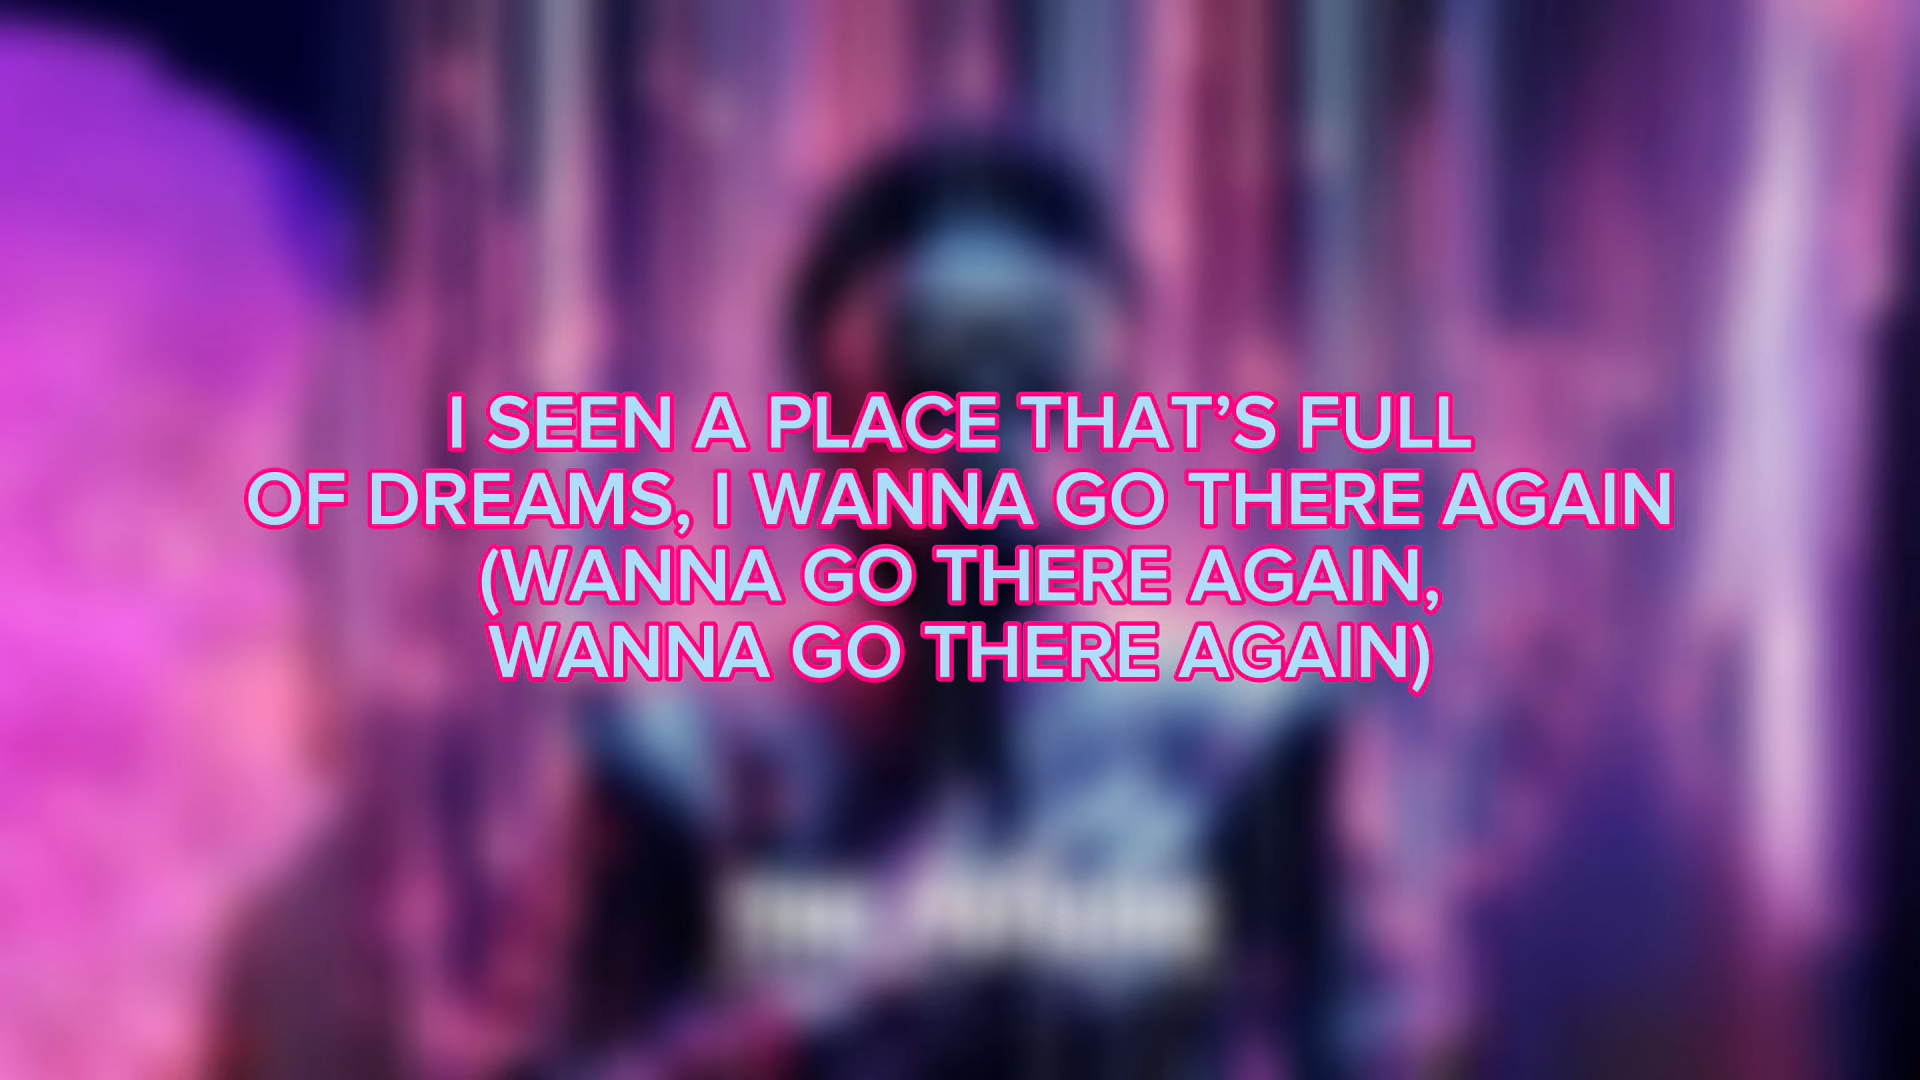 I SEEN A PLACE THAT’S FULL
OF DREAMS, I WANNA GO THERE AGAIN
(WANNA GO THERE AGAIN,
WANNA GO THERE AGAIN)